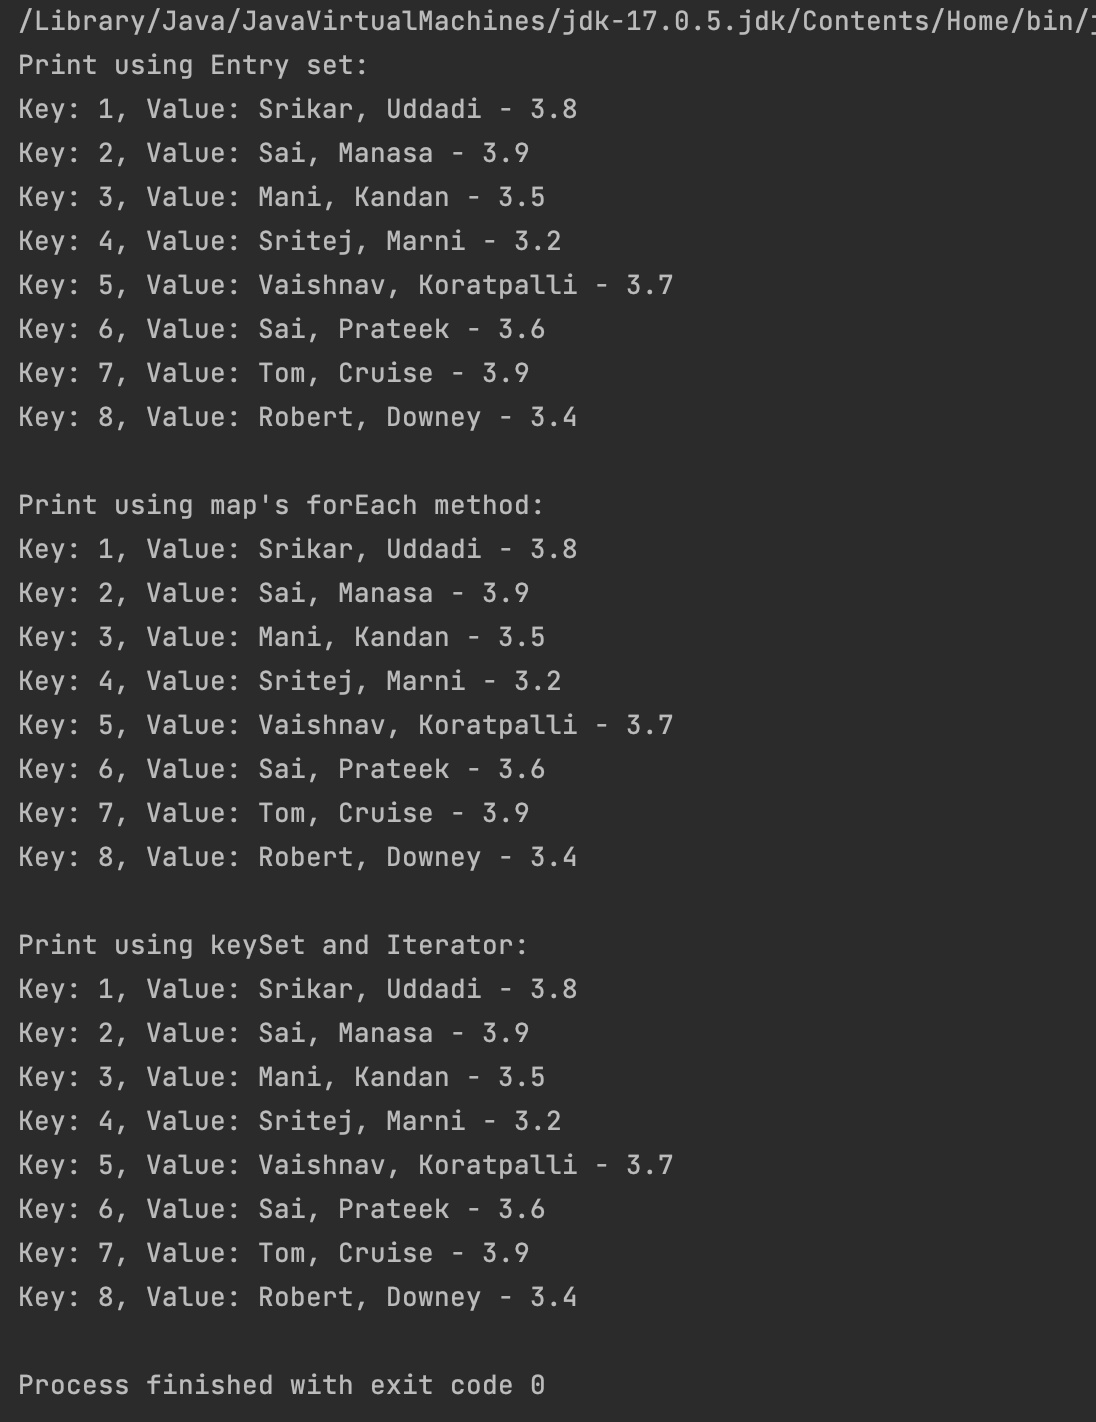 /Library/Java/JavaVirtualMachines/jdk-17.0.5.jdk/Contents/Home/bin/j
Print using Entry set:
Key: 1, Value: Srikar, Uddadi - 3.8
Key: 2, Value: Sai, Manasa - 3.9
Key: 3, Value: Mani, Kandan - 3.5
Key: 4, Value: Sritej, Marni - 3.2
Key: 5, Value: Vaishnav, Koratpalli - 3.7
Key: 6, Value: Sai, Prateek - 3.6
Key: 7, Value: Tom, Cruise - 3.9
Key: 8, Value: Robert, Downey - 3.4
Print using map's forEach method:
Key: 1, Value: Srikar, Uddadi - 3.8
Key: 2, Value: Sai, Manasa - 3.9
Key: 3, Value: Mani, Kandan - 3.5
Key: 4, Value: Sritej, Marni - 3.2
Key: 5, Value: Vaishnav, Koratpalli - 3.7
Key: 6, Value: Sai, Prateek - 3.6
Key: 7, Value: Tom, Cruise - 3.9
Key: 8, Value: Robert, Downey - 3.4
Print using keySet and Iterator:
Key: 1, Value: Srikar, Uddadi - 3.8
Key: 2, Value: Sai, Manasa - 3.9
Key: 3, Value: Mani, Kandan - 3.5
Key: 4, Value: Sritej, Marni - 3.2
Key: 5, Value: Vaishnav, Koratpalli - 3.7
Key: 6, Value: Sai, Prateek - 3.6
Key: 7, Value: Tom, Cruise - 3.9
Key: 8, Value: Robert, Downey - 3.4
Process finished with exit code 0